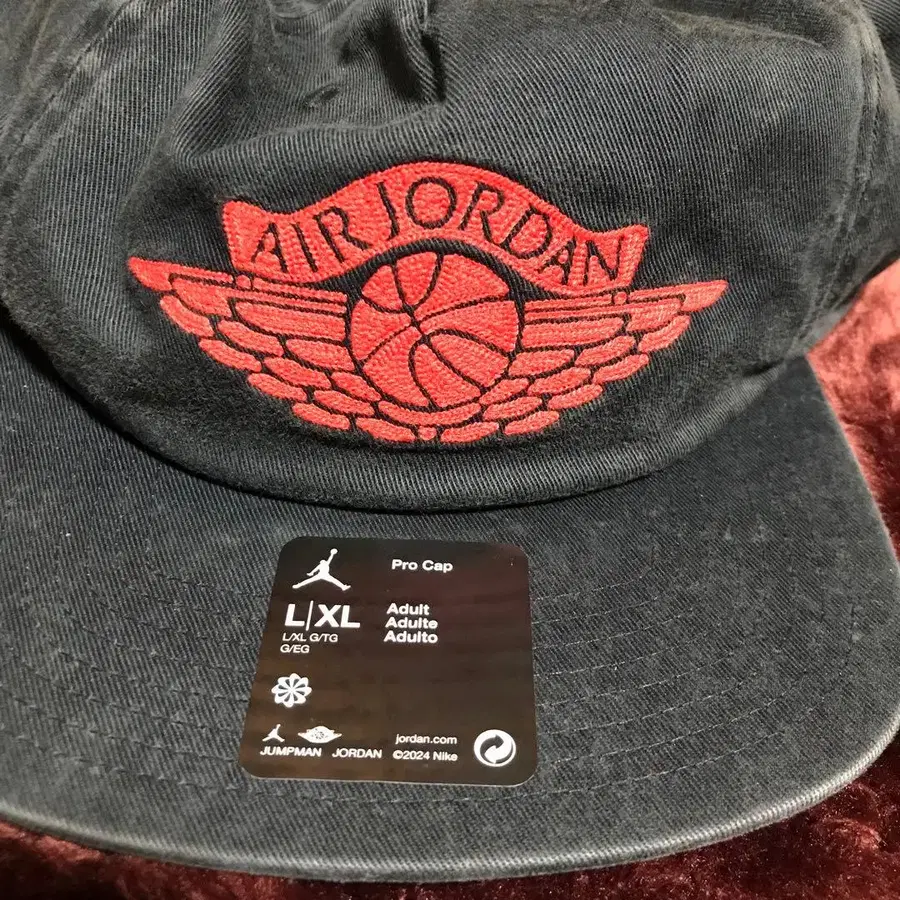 AIR JORDAN
Pro Cap
L|XL
L/XL G/TG
G/EG
Adult
Adulte
Adulto
JUMPMAN JORDAN
jordan.com
©2024 Nike